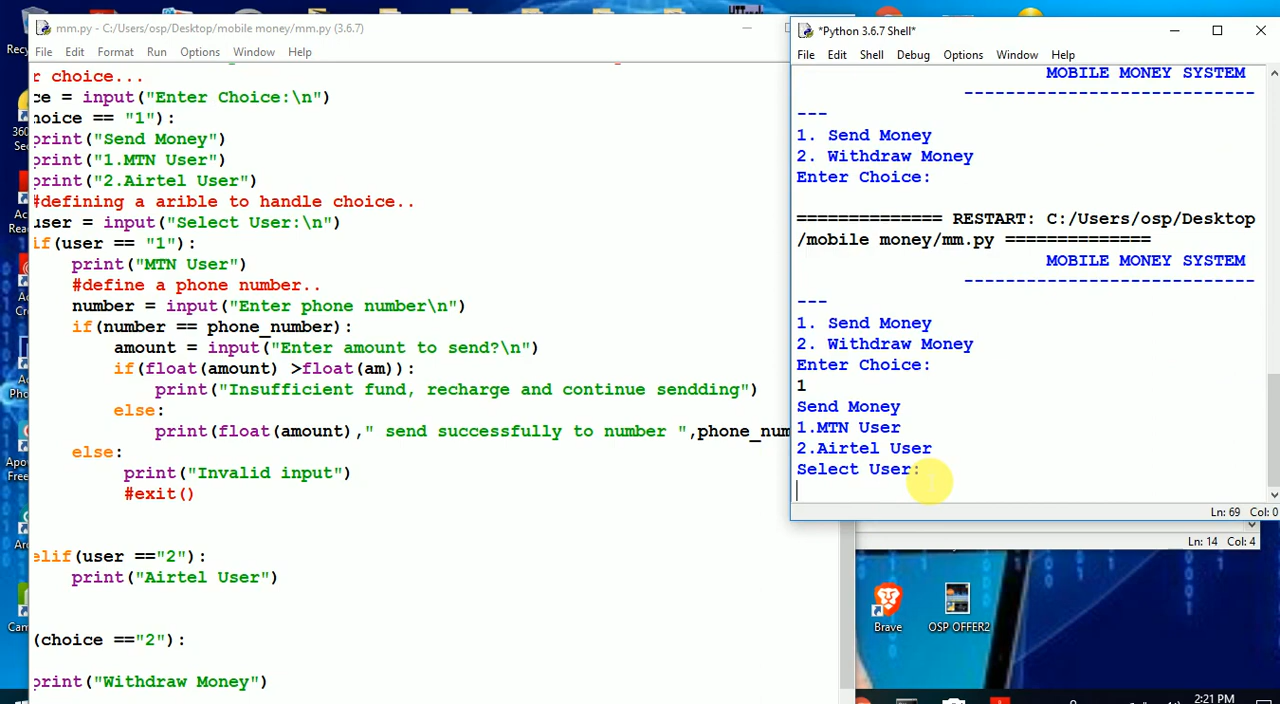 mm.py - C:/Users/osp/Desktop/mobile money/mm.py (3.6.7)
File Edit Format Run Options Window Help
r choice...
ce = input("Enter Choice:\n")
hoice == "1"):
print("Send Money")
print("1.MTN User")
print("2.Airtel User")
#defining a arible to handle choice..
user = input("Select User:\n")
if(user == "1"):
print("MTN User")
#define a phone number..
number = input("Enter phone number\n")
if(number == phone_number):
amount = input("Enter amount to send?\n")
if(float(amount) >float(am)):
print("Insufficient fund, recharge and continue sendding")
else:
print(float(amount)," send successfully to number ",phone_num
else:
print("Invalid input")
#exit()
elif(user =="2"):
print("Airtel User")
(choice =="2"):
print("Withdraw Money")
*Python 3.6.7 Shell*
File Edit Shell Debug Options Window Help
MOBILE MONEY SYSTEM
----------------------------
---
1. Send Money
2. Withdraw Money
Enter Choice:
============== RESTART: C:/Users/osp/Desktop
/mobile money/mm.py ==============
MOBILE MONEY SYSTEM
----------------------------
---
1. Send Money
2. Withdraw Money
Enter Choice:
1
Send Money
1.MTN User
2.Airtel User
Select User:
Ln: 69 Col: 0
Ln: 14 Col: 4
Brave
OSP OFFER2
2:21 PM